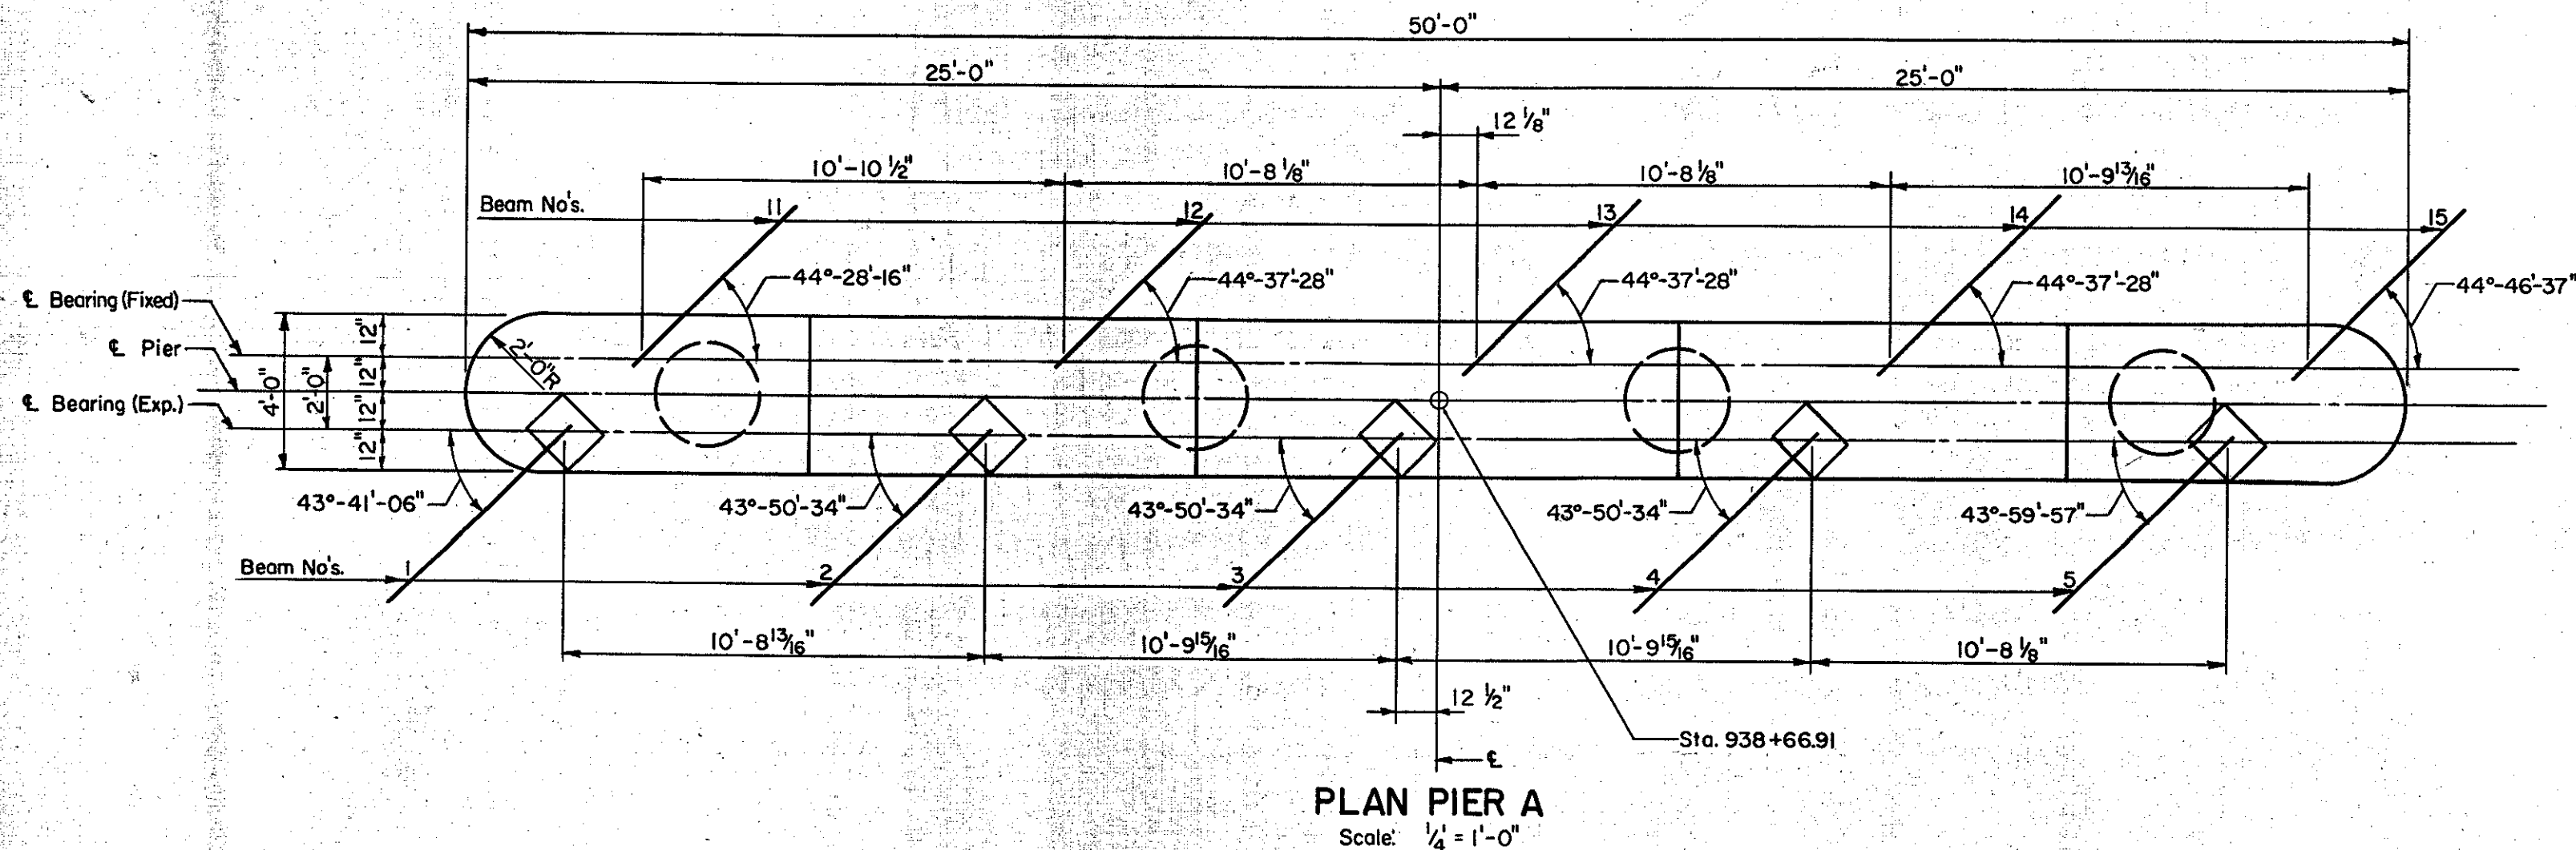 50'-0"
25'-0" 25'-0"
12 1/8"
10'-10 1/2" 10'-8 1/8" 10'-8 1/8" 10'-9 13/16"
Beam No's. 11 12 13 14 15
44°-28'-16" 44°-37'-28" 44°-37'-28" 44°-37'-28" 44°-46'-37"
℄ Bearing (Fixed)
℄ Pier
℄ Bearing (Exp.)
4'-0" 2'-0" 12" 12" 12" 12"
2'-0"R
43°-41'-06" 43°-50'-34" 43°-50'-34" 43°-50'-34" 43°-59'-57"
Beam No's. 1 2 3 4 5
10'-8 13/16" 10'-9 15/16" 10'-9 15/16" 10'-8 1/8"
12 1/2"
Sta. 938+66.91
℄
PLAN PIER A
Scale: 1/4' = 1'-0"